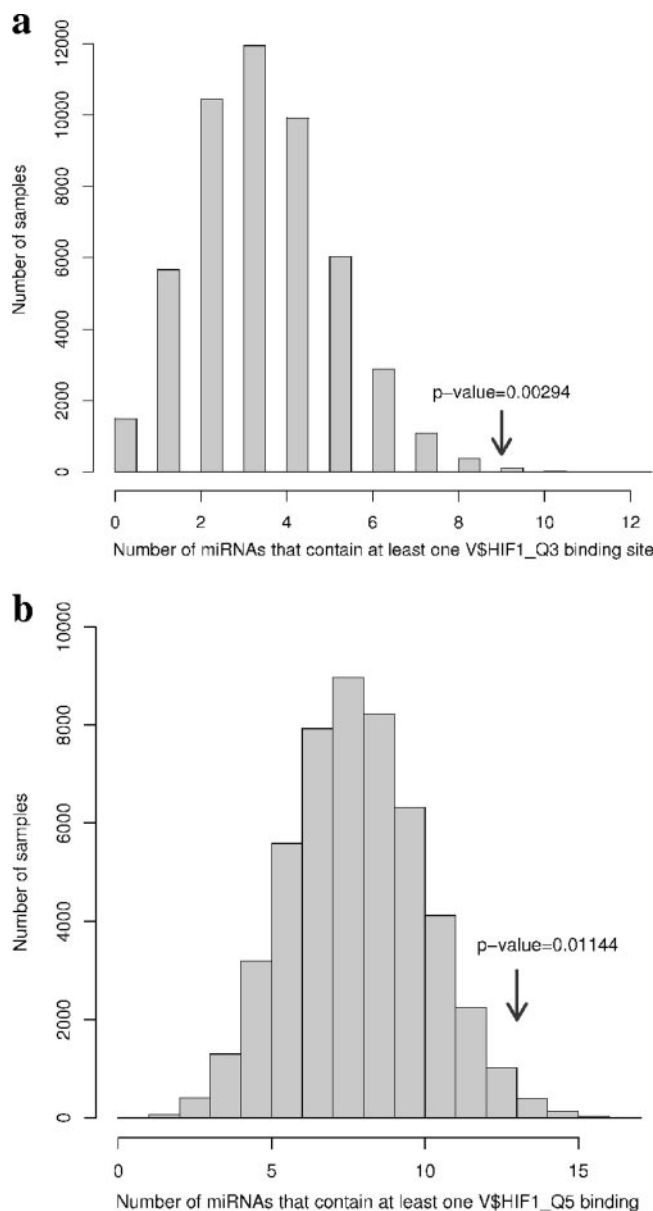 a
Number of samples
12000
10000
8000
6000
4000
2000
0
p-value=0.00294
0 2 4 6 8 10 12
Number of miRNAs that contain at least one V$HIF1_Q3 binding site
b
Number of samples
10000
8000
6000
4000
2000
0
p-value=0.01144
0 5 10 15
Number of miRNAs that contain at least one V$HIF1_Q5 binding